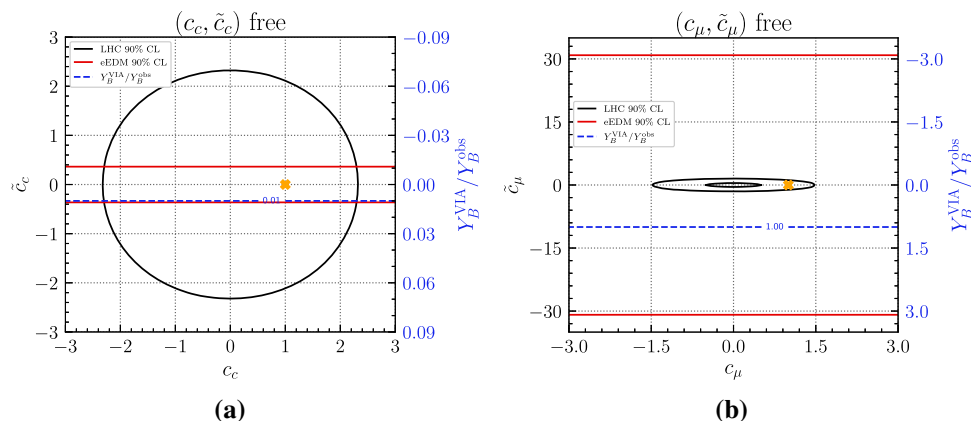 (c_c, c̃_c) free
LHC 90% CL
eEDM 90% CL
Y_B^VIA/Y_B^obs
0.01
3
2
1
0
−1
−2
−3
c̃_c
−0.09
−0.06
−0.03
0.00
0.03
0.06
0.09
Y_B^VIA/Y_B^obs
−3 −2 −1 0 1 2 3
c_c
(a)
(c_μ, c̃_μ) free
LHC 90% CL
eEDM 90% CL
Y_B^VIA/Y_B^obs
1.00
30
15
0
−15
−30
c̃_μ
−3.0
−1.5
0.0
1.5
3.0
Y_B^VIA/Y_B^obs
−3.0 −1.5 0.0 1.5 3.0
c_μ
(b)